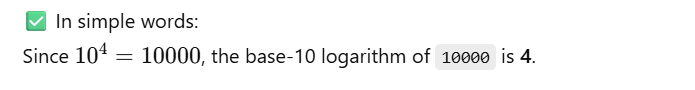 ✅ In simple words:
Since 10⁴ = 10000, the base-10 logarithm of 10000 is 4.